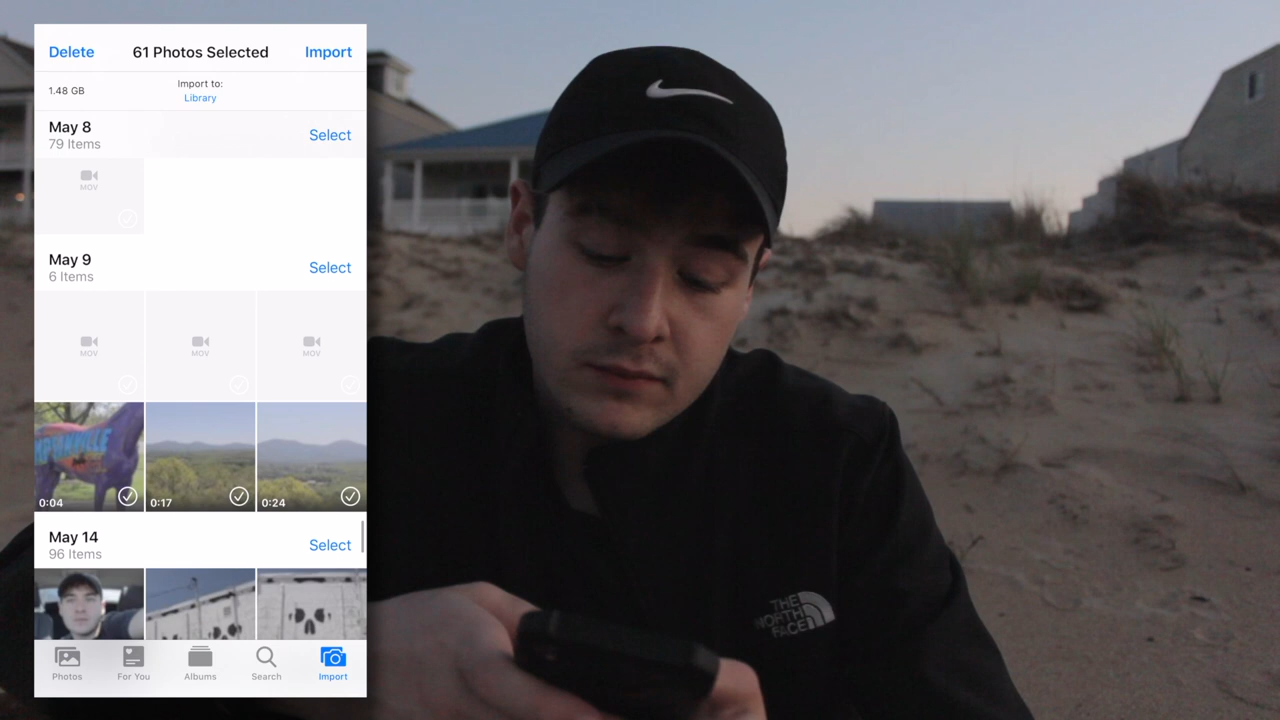 Delete 61 Photos Selected Import
1.48 GB
Import to:
Library
May 8
79 Items
Select
MOV
May 9
6 Items
Select
MOV MOV MOV
0:04 0:17 0:24
May 14
96 Items
Select
Photos For You Albums Search Import
THE
NORTH
FACE